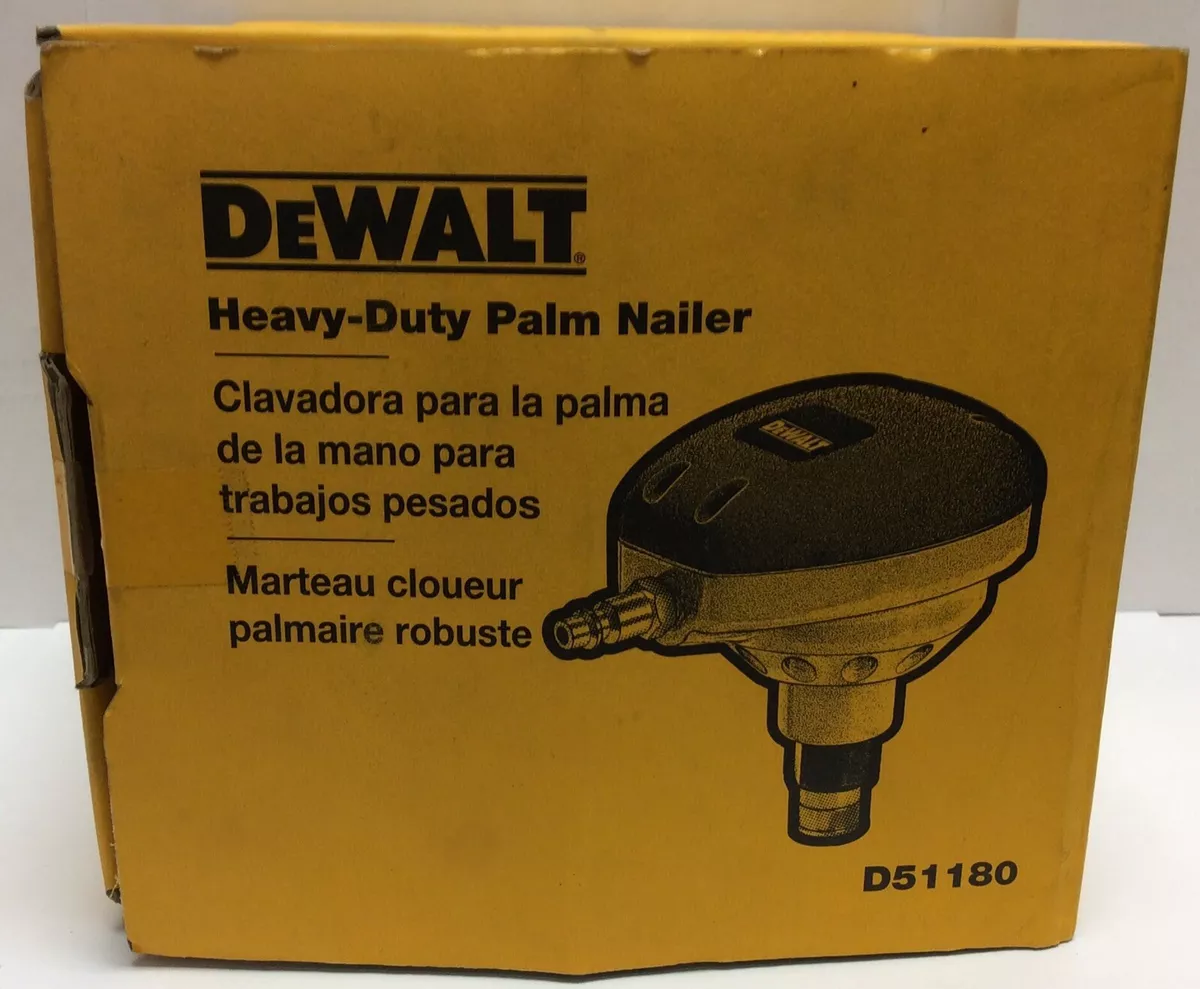 DEWALT®
Heavy-Duty Palm Nailer
Clavadora para la palma
de la mano para
trabajos pesados
Marteau cloueur
palmaire robuste
DEWALT
D51180